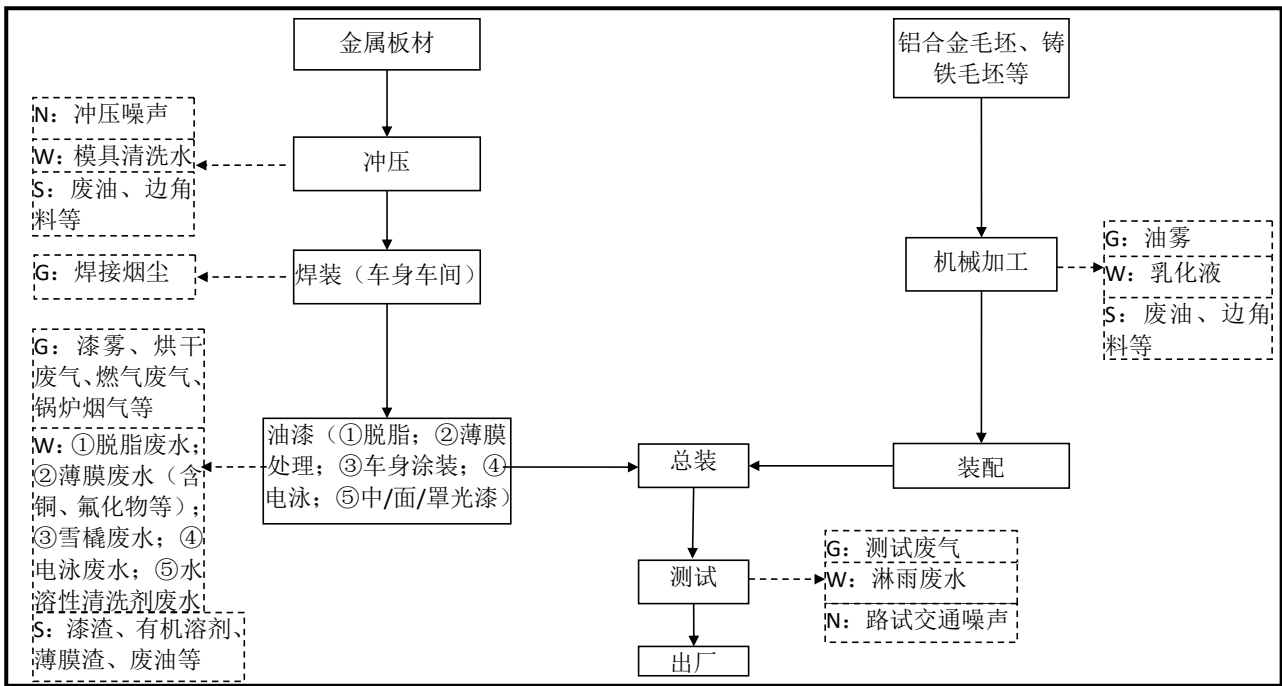 金属板材
铝合金毛坯、铸
铁毛坯等
N：冲压噪声
W：模具清洗水
S：废油、边角
料等
冲压
G：焊接烟尘
焊装（车身车间）
机械加工
G：油雾
W：乳化液
S：废油、边角
料等
G：漆雾、烘干
废气、燃气废气、
锅炉烟气等
W：①脱脂废水；
②薄膜废水（含
铜、氟化物等）；
③雪橇废水；④
电泳废水；⑤水
溶性清洗剂废水
S：漆渣、有机溶剂、
薄膜渣、废油等
油漆（①脱脂；②薄膜
处理；③车身涂装；④
电泳；⑤中/面/罩光漆）
总装
装配
测试
G：测试废气
W：淋雨废水
N：路试交通噪声
出厂